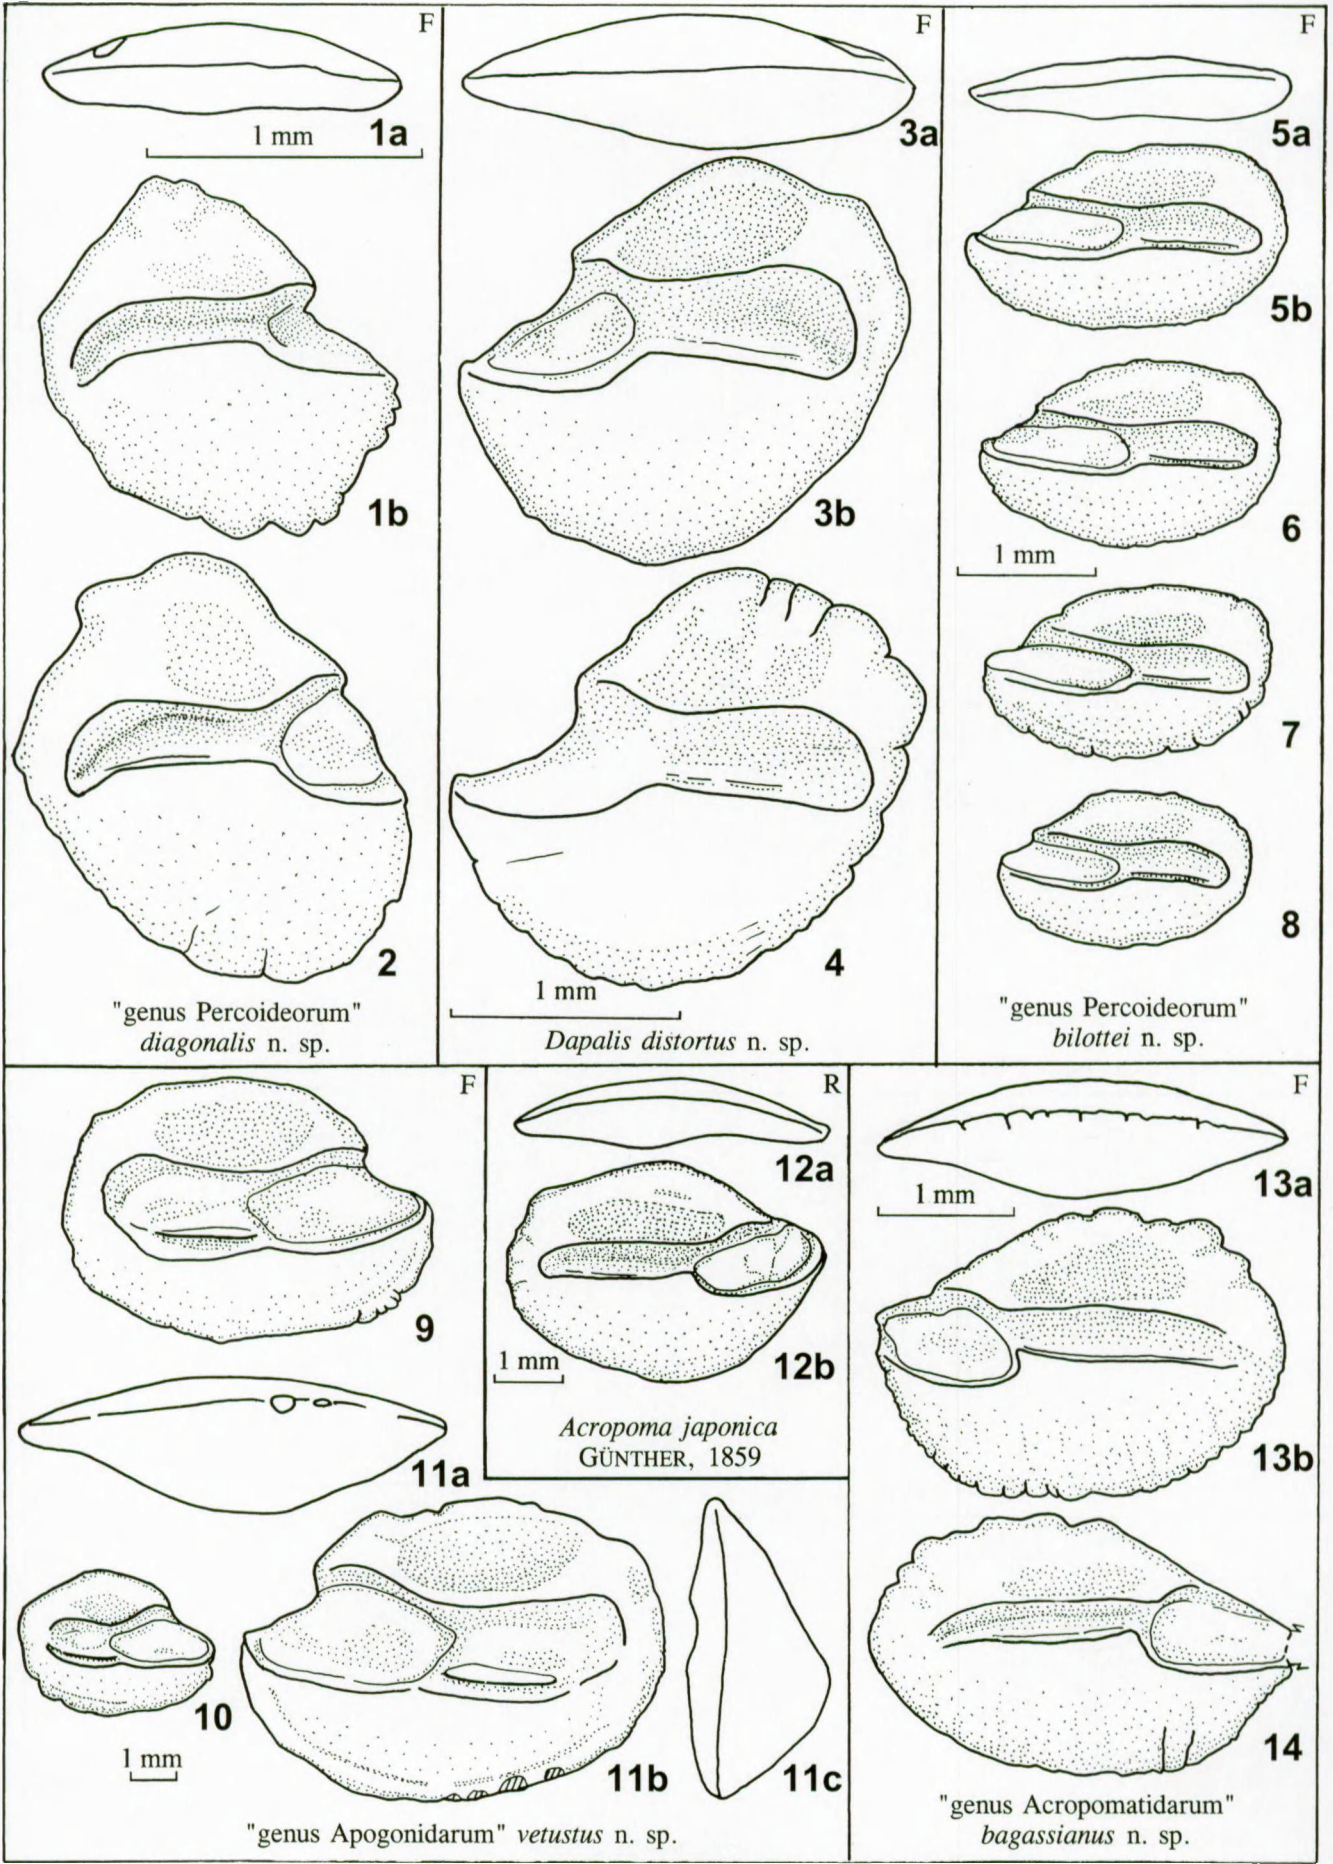 F
1a
1 mm
1b
2
"genus Percoideorum"
diagonalis n. sp.
F
3a
3b
4
1 mm
Dapalis distortus n. sp.
F
5a
5b
6
1 mm
7
8
"genus Percoideorum"
bilottei n. sp.
F
9
11a
10
1 mm
11b
11c
"genus Apogonidarum" vetustus n. sp.
R
12a
1 mm
12b
Acropoma japonica
GÜNTHER, 1859
F
13a
1 mm
13b
14
"genus Acropomatidarum"
bagassianus n. sp.